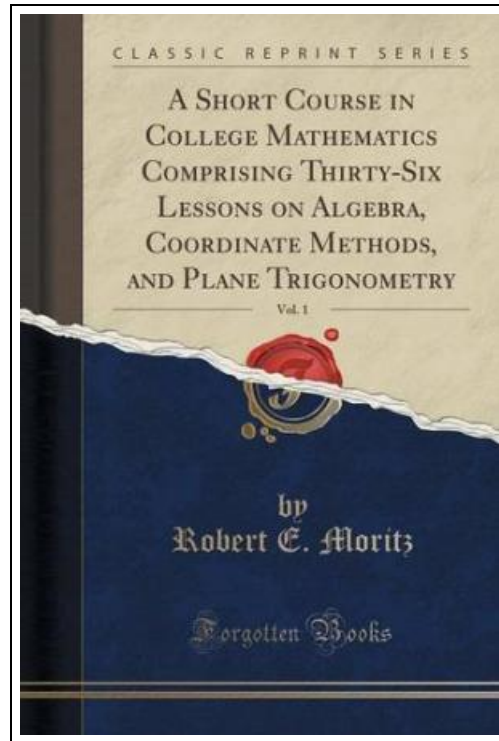 CLASSIC REPRINT SERIES
A SHORT COURSE IN
COLLEGE MATHEMATICS
COMPRISING THIRTY-SIX
LESSONS ON ALGEBRA,
COORDINATE METHODS,
AND PLANE TRIGONOMETRY
Vol. 1
by
Robert E. Moritz
Forgotten Books